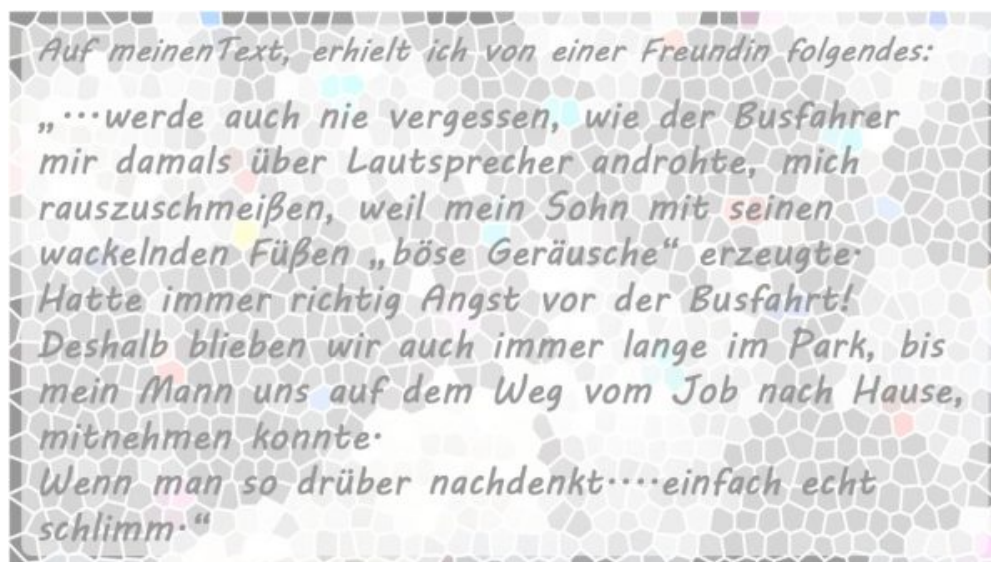 Auf meinenText, erhielt ich von einer Freundin folgendes:
„···werde auch nie vergessen, wie der Busfahrer
mir damals über Lautsprecher androhte, mich
rauszuschmeißen, weil mein Sohn mit seinen
wackelnden Füßen „böse Geräusche“ erzeugte·
Hatte immer richtig Angst vor der Busfahrt!
Deshalb blieben wir auch immer lange im Park, bis
mein Mann uns auf dem Weg vom Job nach Hause,
mitnehmen konnte·
Wenn man so drüber nachdenkt····einfach echt
schlimm·“